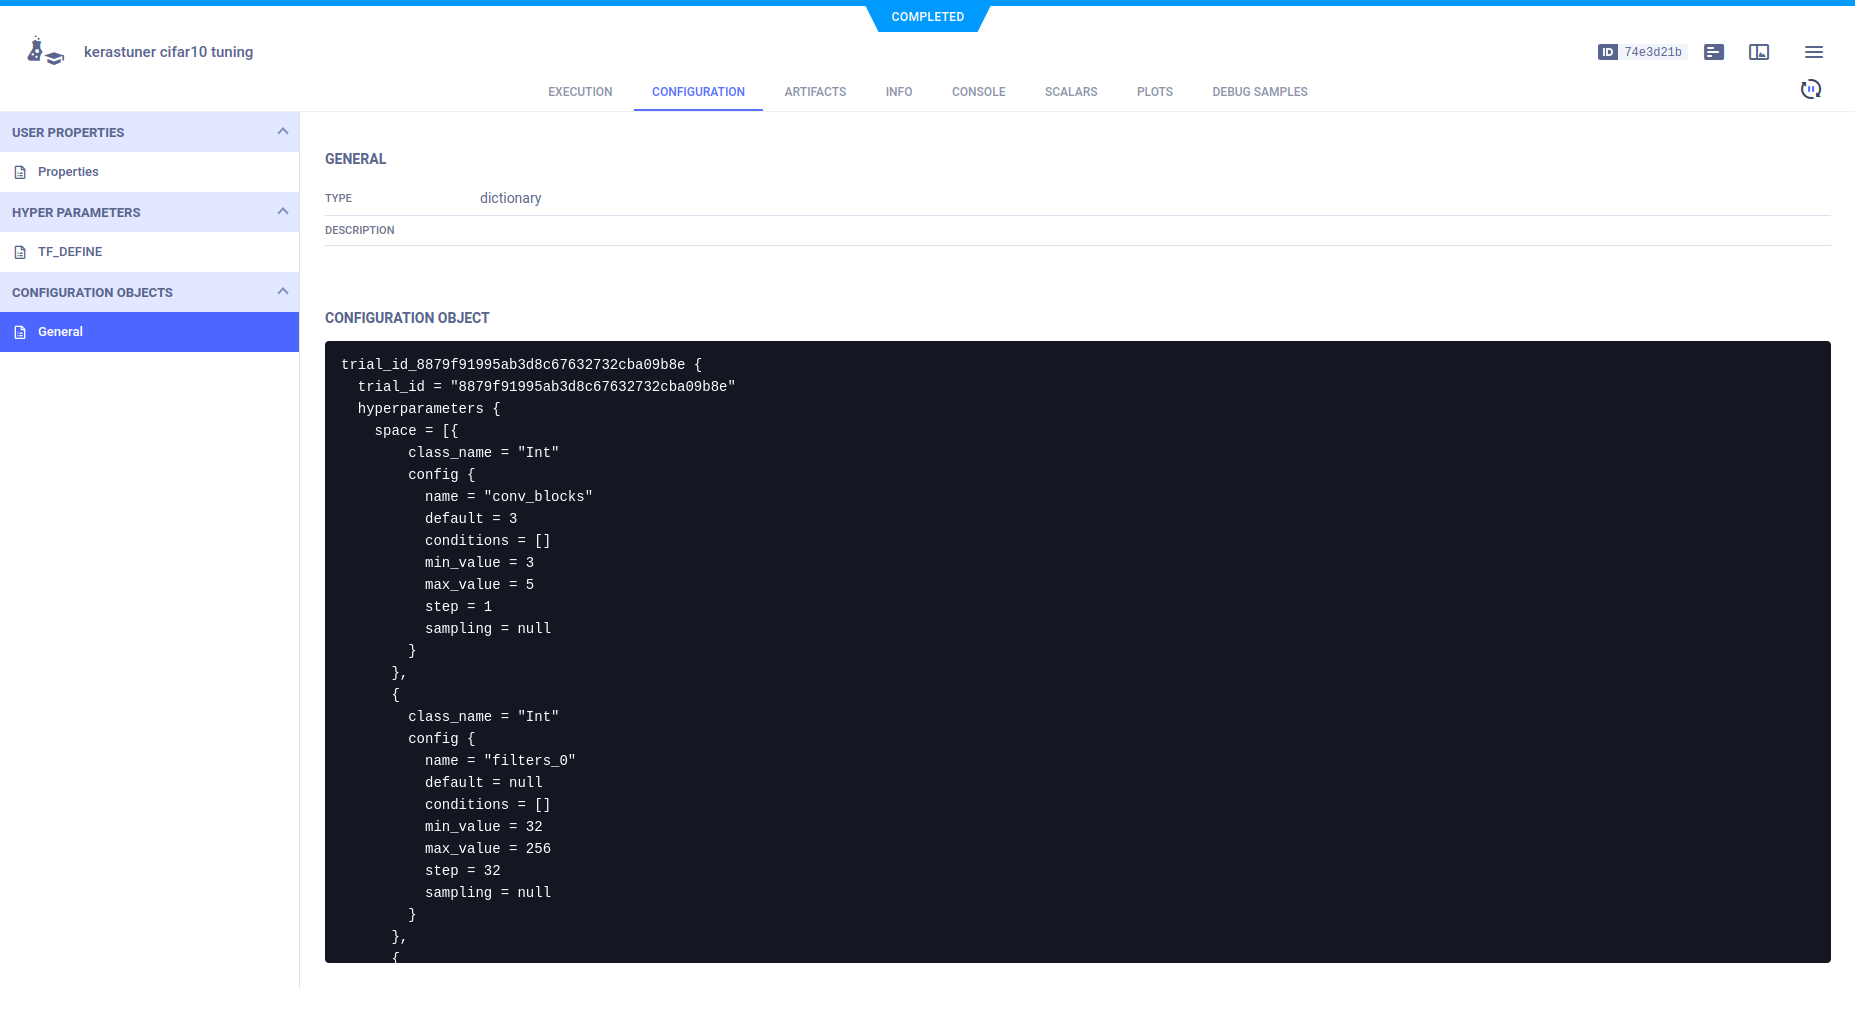 COMPLETED
kerastuner cifar10 tuning
ID 74e3d21b
EXECUTION CONFIGURATION ARTIFACTS INFO CONSOLE SCALARS PLOTS DEBUG SAMPLES
USER PROPERTIES
Properties
HYPER PARAMETERS
TF_DEFINE
CONFIGURATION OBJECTS
General
GENERAL
TYPE dictionary
DESCRIPTION
CONFIGURATION OBJECT
trial_id_8879f91995ab3d8c67632732cba09b8e {
  trial_id = "8879f91995ab3d8c67632732cba09b8e"
  hyperparameters {
    space = [{
        class_name = "Int"
        config {
          name = "conv_blocks"
          default = 3
          conditions = []
          min_value = 3
          max_value = 5
          step = 1
          sampling = null
        }
      },
      {
        class_name = "Int"
        config {
          name = "filters_0"
          default = null
          conditions = []
          min_value = 32
          max_value = 256
          step = 32
          sampling = null
        }
      },
      {